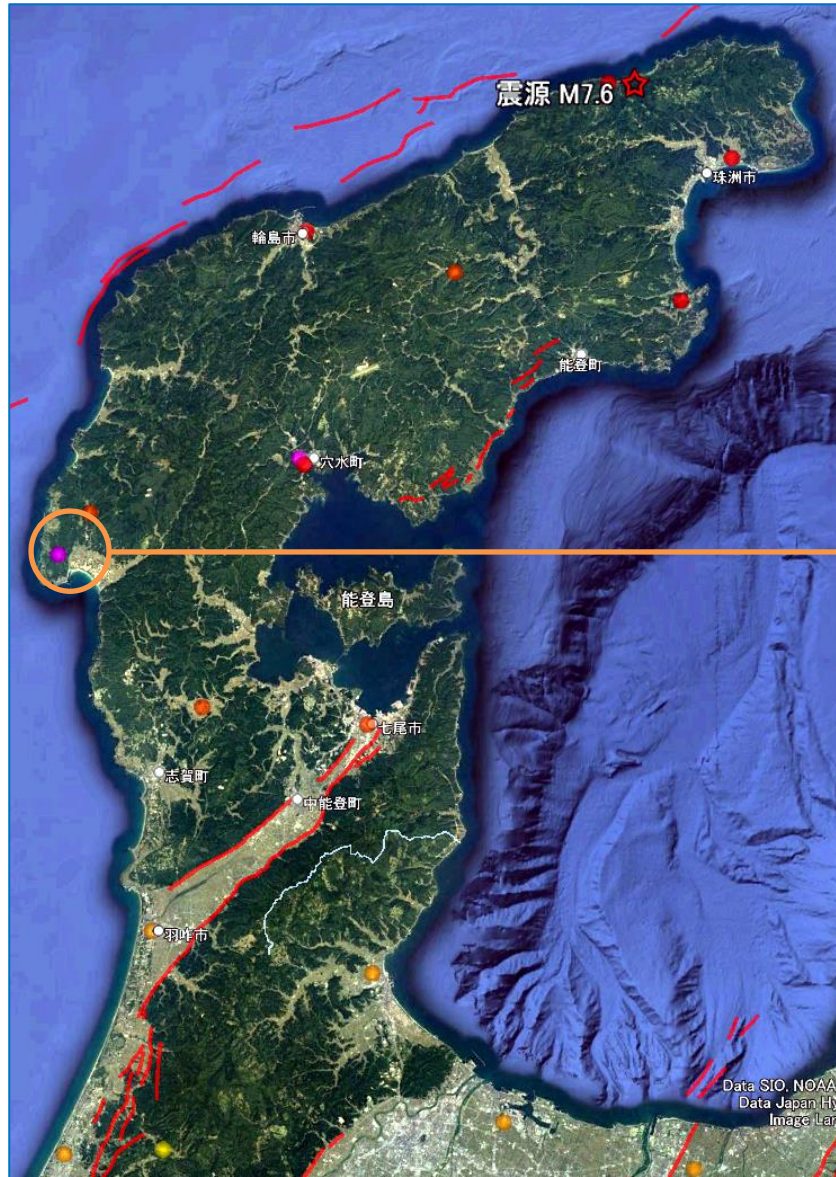 震源 M7.6
珠洲市
輪島市
能登町
穴水町
能登島
七尾市
志賀町
中能登町
羽咋市
Data SIO, NOAA
Data Japan Hy
Image Lan